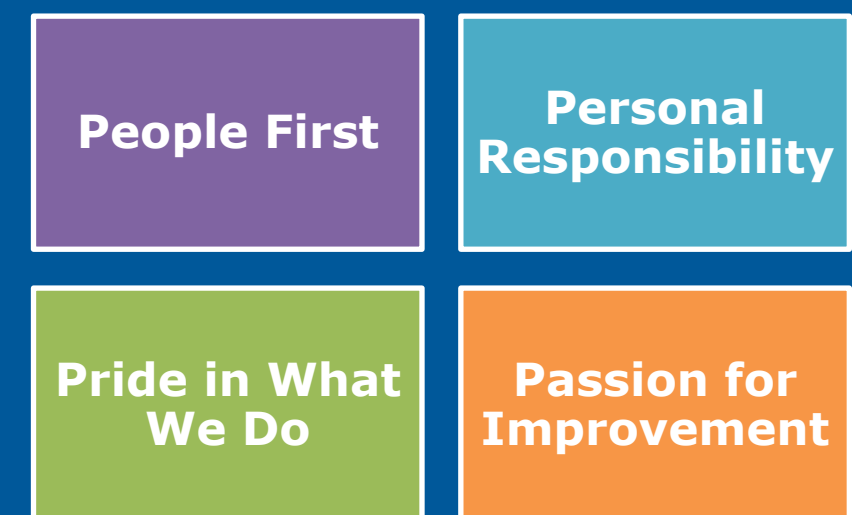 People First
Personal
Responsibility
Pride in What
We Do
Passion for
Improvement